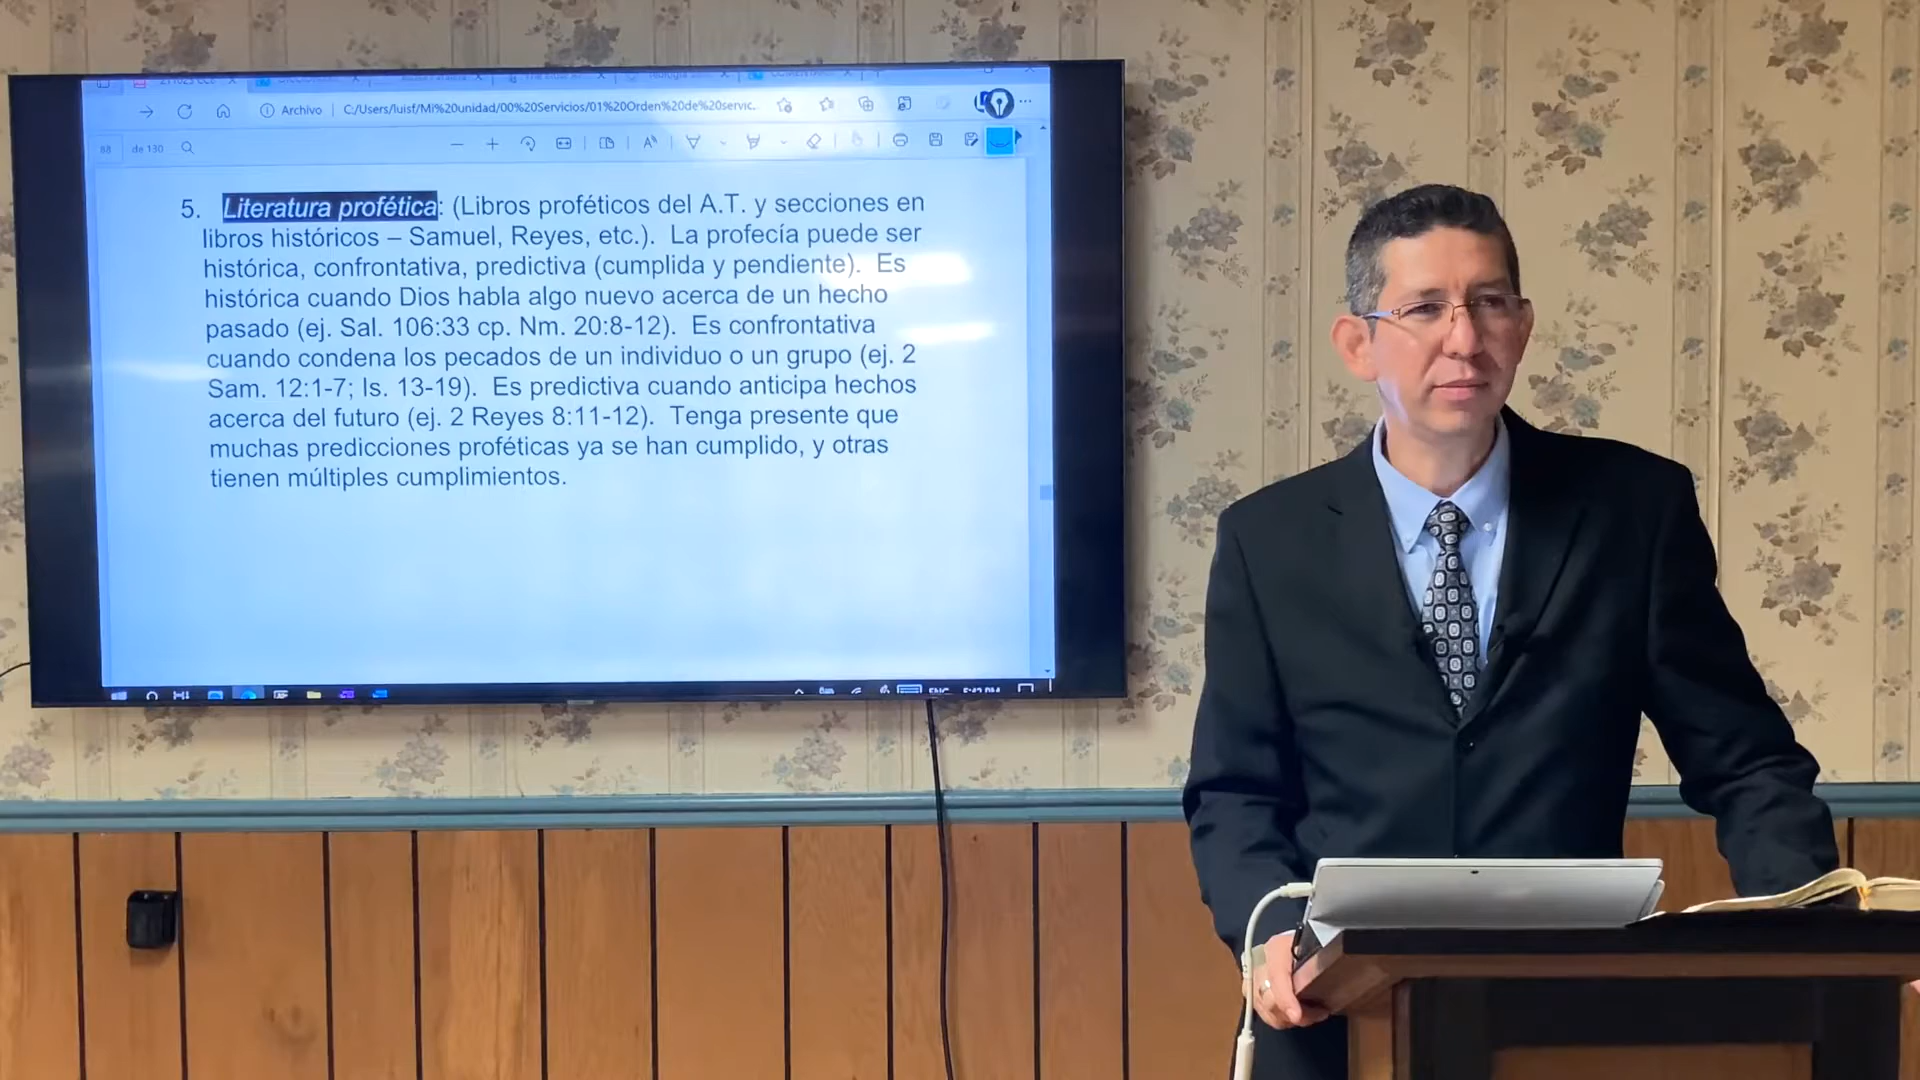 Archivo | C:/Users/luisf/Mi%20unidad/00%20Servicios/01%20Orden%20de%20servic.
88 de 130
5. Literatura profética: (Libros proféticos del A.T. y secciones en
libros históricos – Samuel, Reyes, etc.). La profecía puede ser
histórica, confrontativa, predictiva (cumplida y pendiente). Es
histórica cuando Dios habla algo nuevo acerca de un hecho
pasado (ej. Sal. 106:33 cp. Nm. 20:8-12). Es confrontativa
cuando condena los pecados de un individuo o un grupo (ej. 2
Sam. 12:1-7; Is. 13-19). Es predictiva cuando anticipa hechos
acerca del futuro (ej. 2 Reyes 8:11-12). Tenga presente que
muchas predicciones proféticas ya se han cumplido, y otras
tienen múltiples cumplimientos.